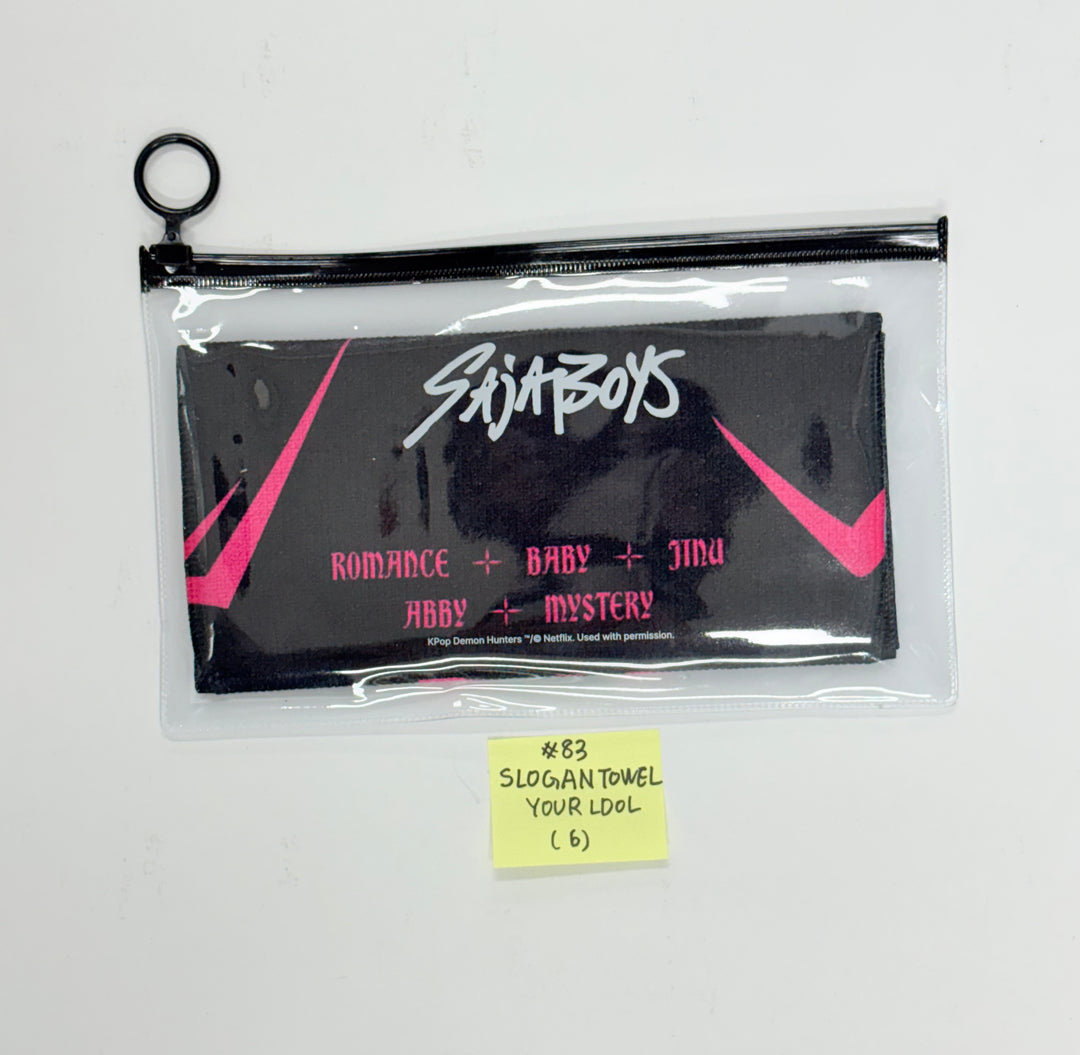 SAJABOYS
ROMANCE + BABY + JINU
ABBY + MYSTERY
KPop Demon Hunters ™/© Netflix. Used with permission.
#83
SLOGAN TOWEL
YOUR LDOL
(6)